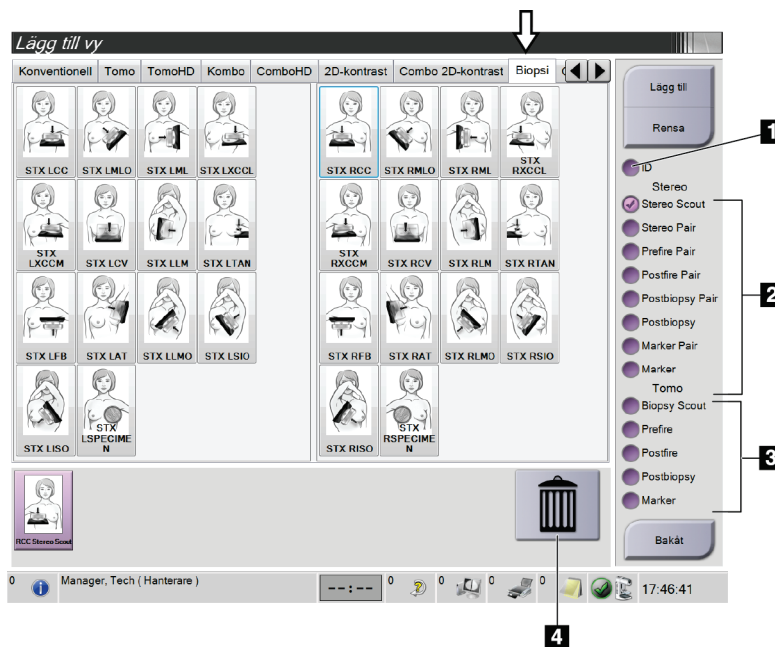 Lägg till vy
Konventionell Tomo TomoHD Kombo ComboHD 2D-kontrast Combo 2D-kontrast Biopsi
STX LCC STX LMLO STX LML STX LXCCL
STX LXCCM STX LCV STX LLM STX LTAN
STX LFB STX LAT STX LLMO STX LSIO
STX LISO STX LSPECIMEN
STX RCC STX RMLO STX RML STX RXCCL
STX RXCCM STX RCV STX RLM STX RTAN
STX RFB STX RAT STX RLMO STX RSIO
STX RISO STX RSPECIMEN
Lägg till
Rensa
ID
Stereo
Stereo Scout
Stereo Pair
Prefire Pair
Postfire Pair
Postbiopsy Pair
Postbiopsy
Marker Pair
Marker
Tomo
Biopsy Scout
Prefire
Postfire
Postbiopsy
Marker
Bakåt
1
2
3
4
RCC Stereo Scout
0 Manager, Tech ( Hanterare ) --:-- 0 0 0 0 17:46:41